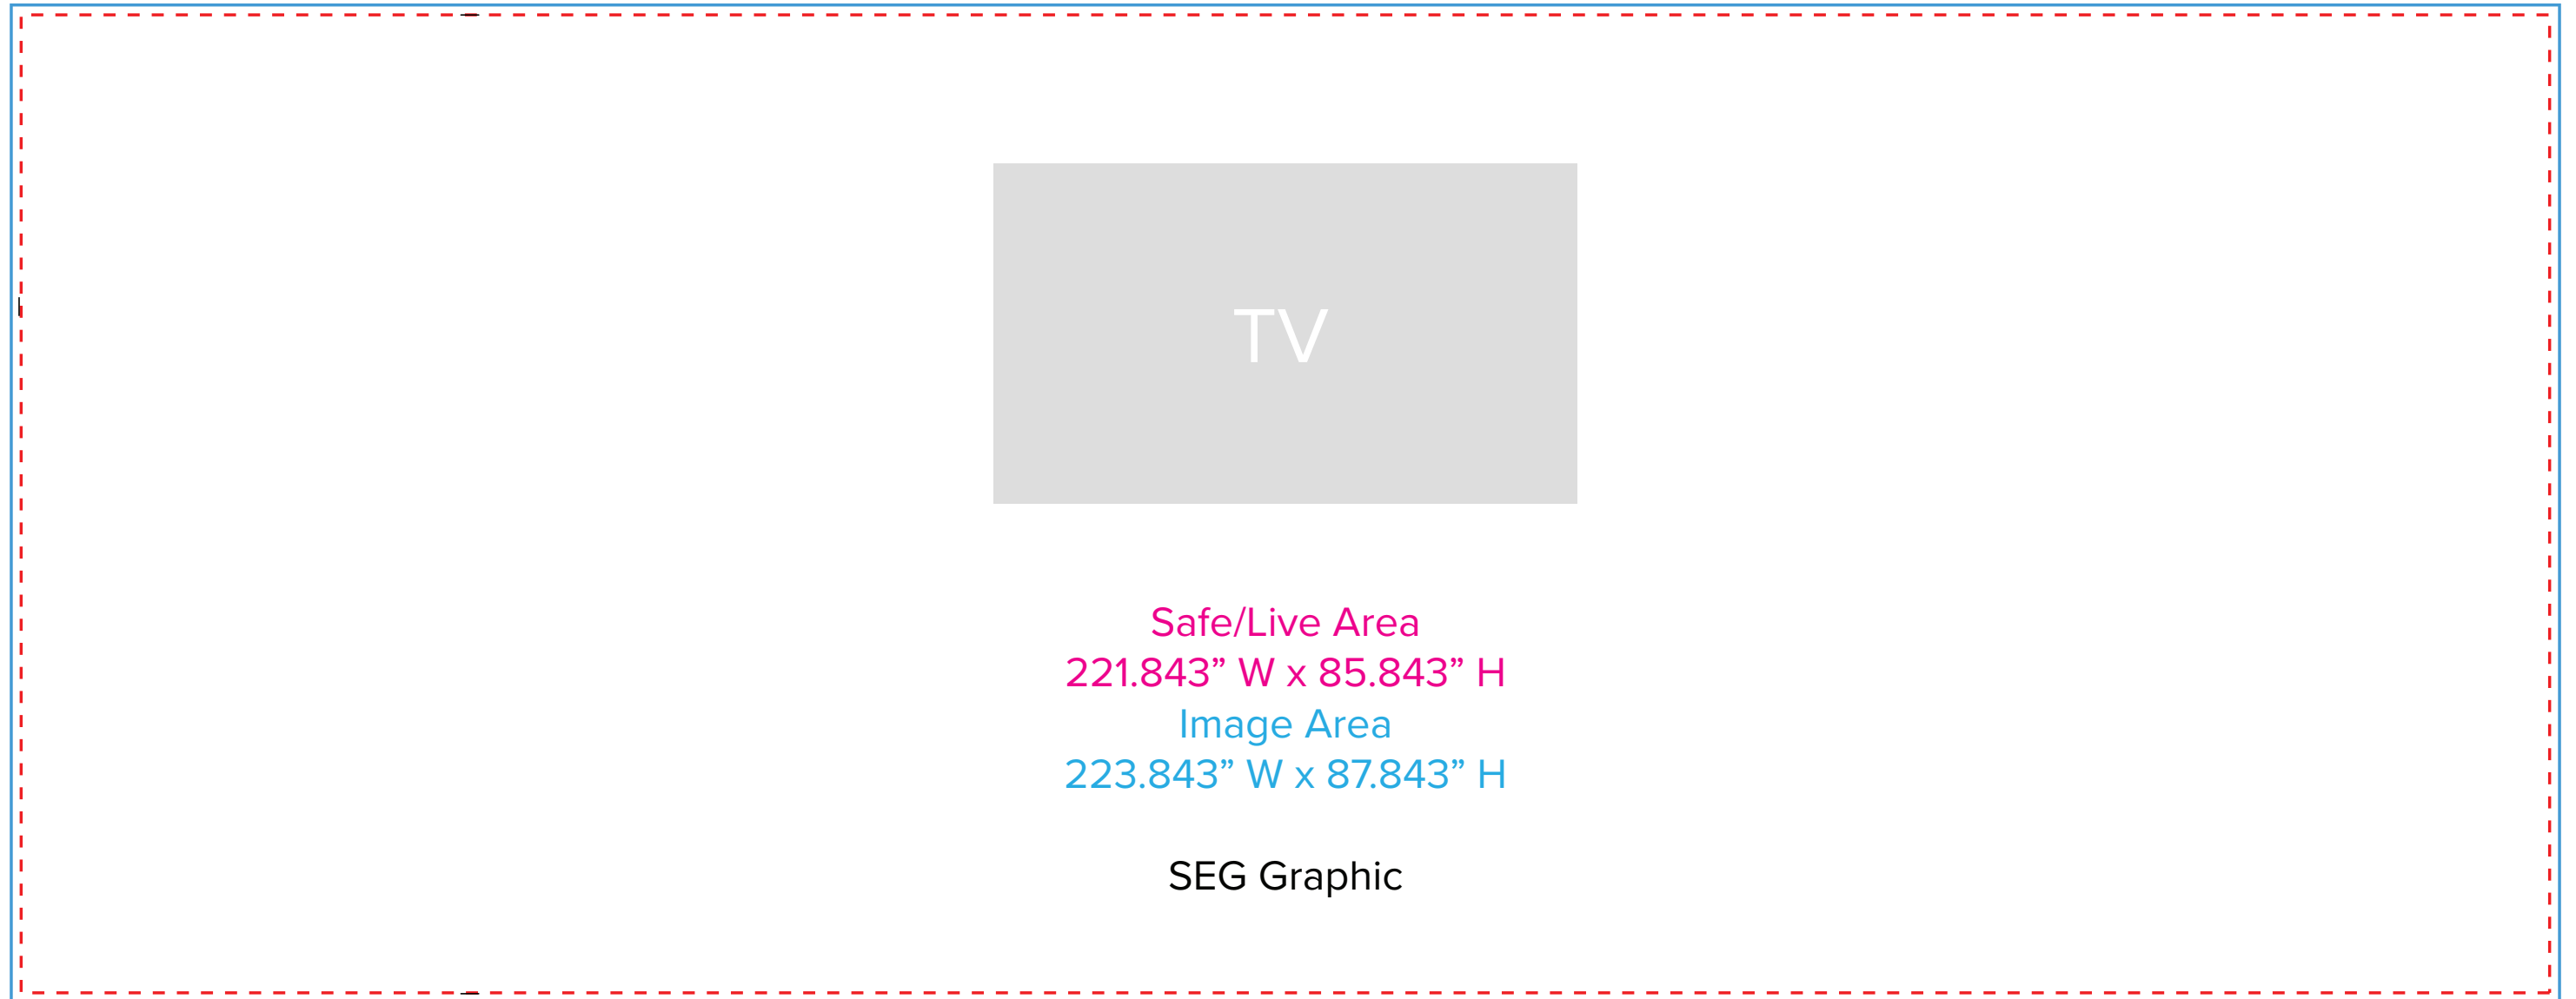 TV
Safe/Live Area
221.843” W x 85.843” H
Image Area
223.843” W x 87.843” H
SEG Graphic